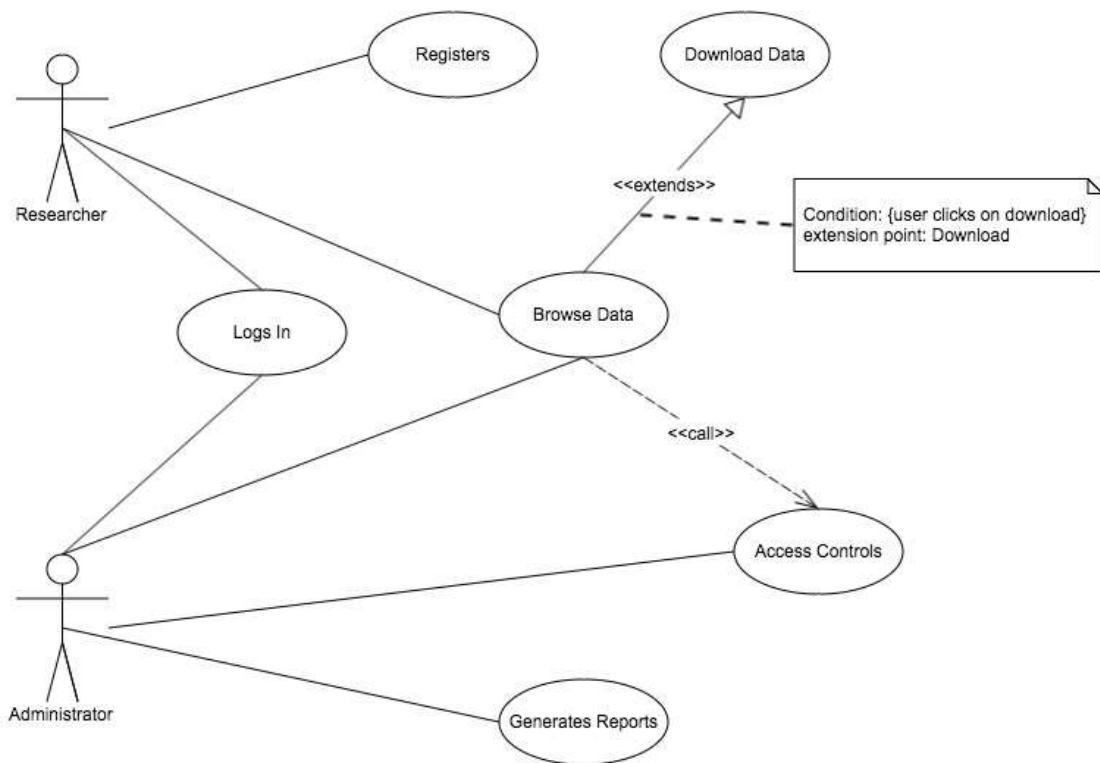 Registers
Download Data
<<extends>>
Condition: {user clicks on download}
extension point: Download
Researcher
Browse Data
Logs In
<<call>>
Access Controls
Administrator
Generates Reports